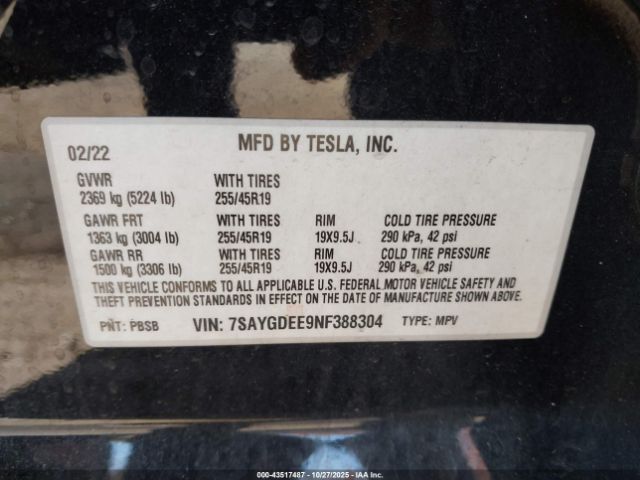 MFD BY TESLA, INC.
02/22
GVWR WITH TIRES
2369 kg (5224 lb) 255/45R19
GAWR FRT WITH TIRES RIM COLD TIRE PRESSURE
1363 kg (3004 lb) 255/45R19 19X9.5J 290 kPa, 42 psi
GAWR RR WITH TIRES RIM COLD TIRE PRESSURE
1500 kg (3306 lb) 255/45R19 19X9.5J 290 kPa, 42 psi
THIS VEHICLE CONFORMS TO ALL APPLICABLE U.S. FEDERAL MOTOR VEHICLE SAFETY AND
THEFT PREVENTION STANDARDS IN EFFECT ON THE DATE OF MANUFACTURE SHOWN ABOVE.
PNT: PBSB VIN: 7SAYGDEE9NF388304 TYPE: MPV
000-43517487 - 10/27/2025 - IAAI.com